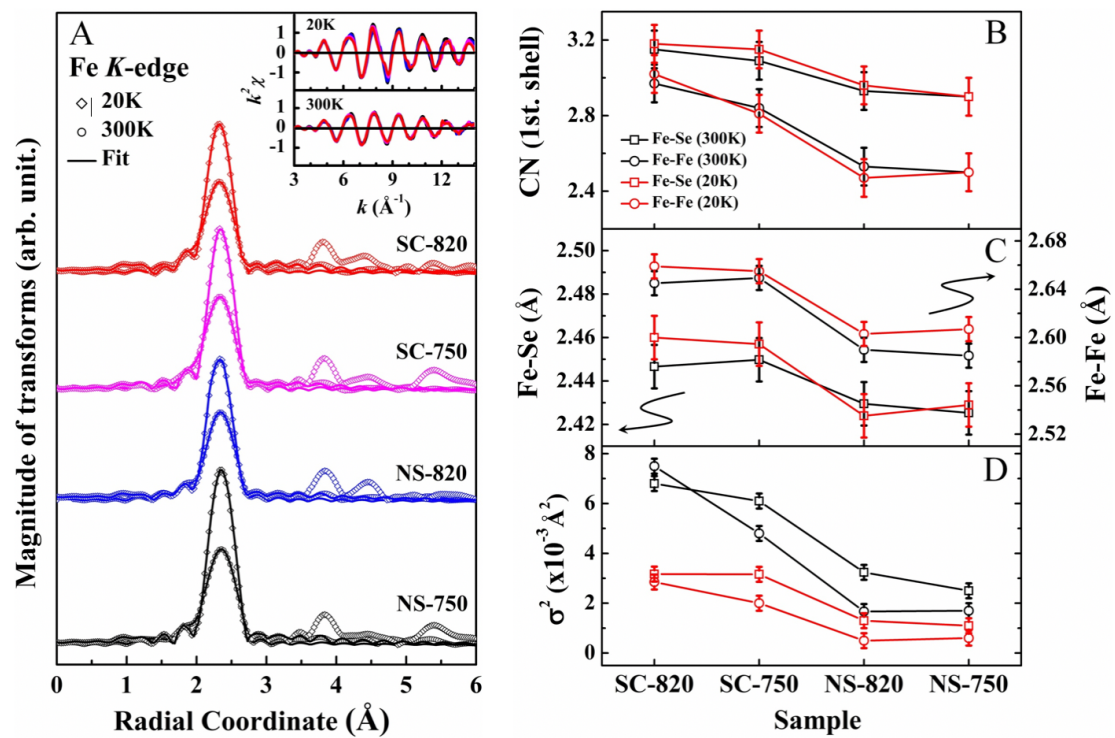 A
Fe K-edge
20K
300K
Fit
20K
1
0
-1
300K
1
0
-1
k²χ
3 6 9 12
k (Å⁻¹)
SC-820
SC-750
NS-820
NS-750
Magnitude of transforms (arb. unit.)
0 1 2 3 4 5 6
Radial Coordinate (Å)
B
3.2
2.8
2.4
CN (1st. shell)
Fe-Se (300K)
Fe-Fe (300K)
Fe-Se (20K)
Fe-Fe (20K)
C
2.50
2.49
2.46
2.44
2.42
Fe-Se (Å)
2.68
2.64
2.60
2.56
2.52
Fe-Fe (Å)
D
8
6
4
2
0
σ² (x10⁻³Å²)
SC-820 SC-750 NS-820 NS-750
Sample